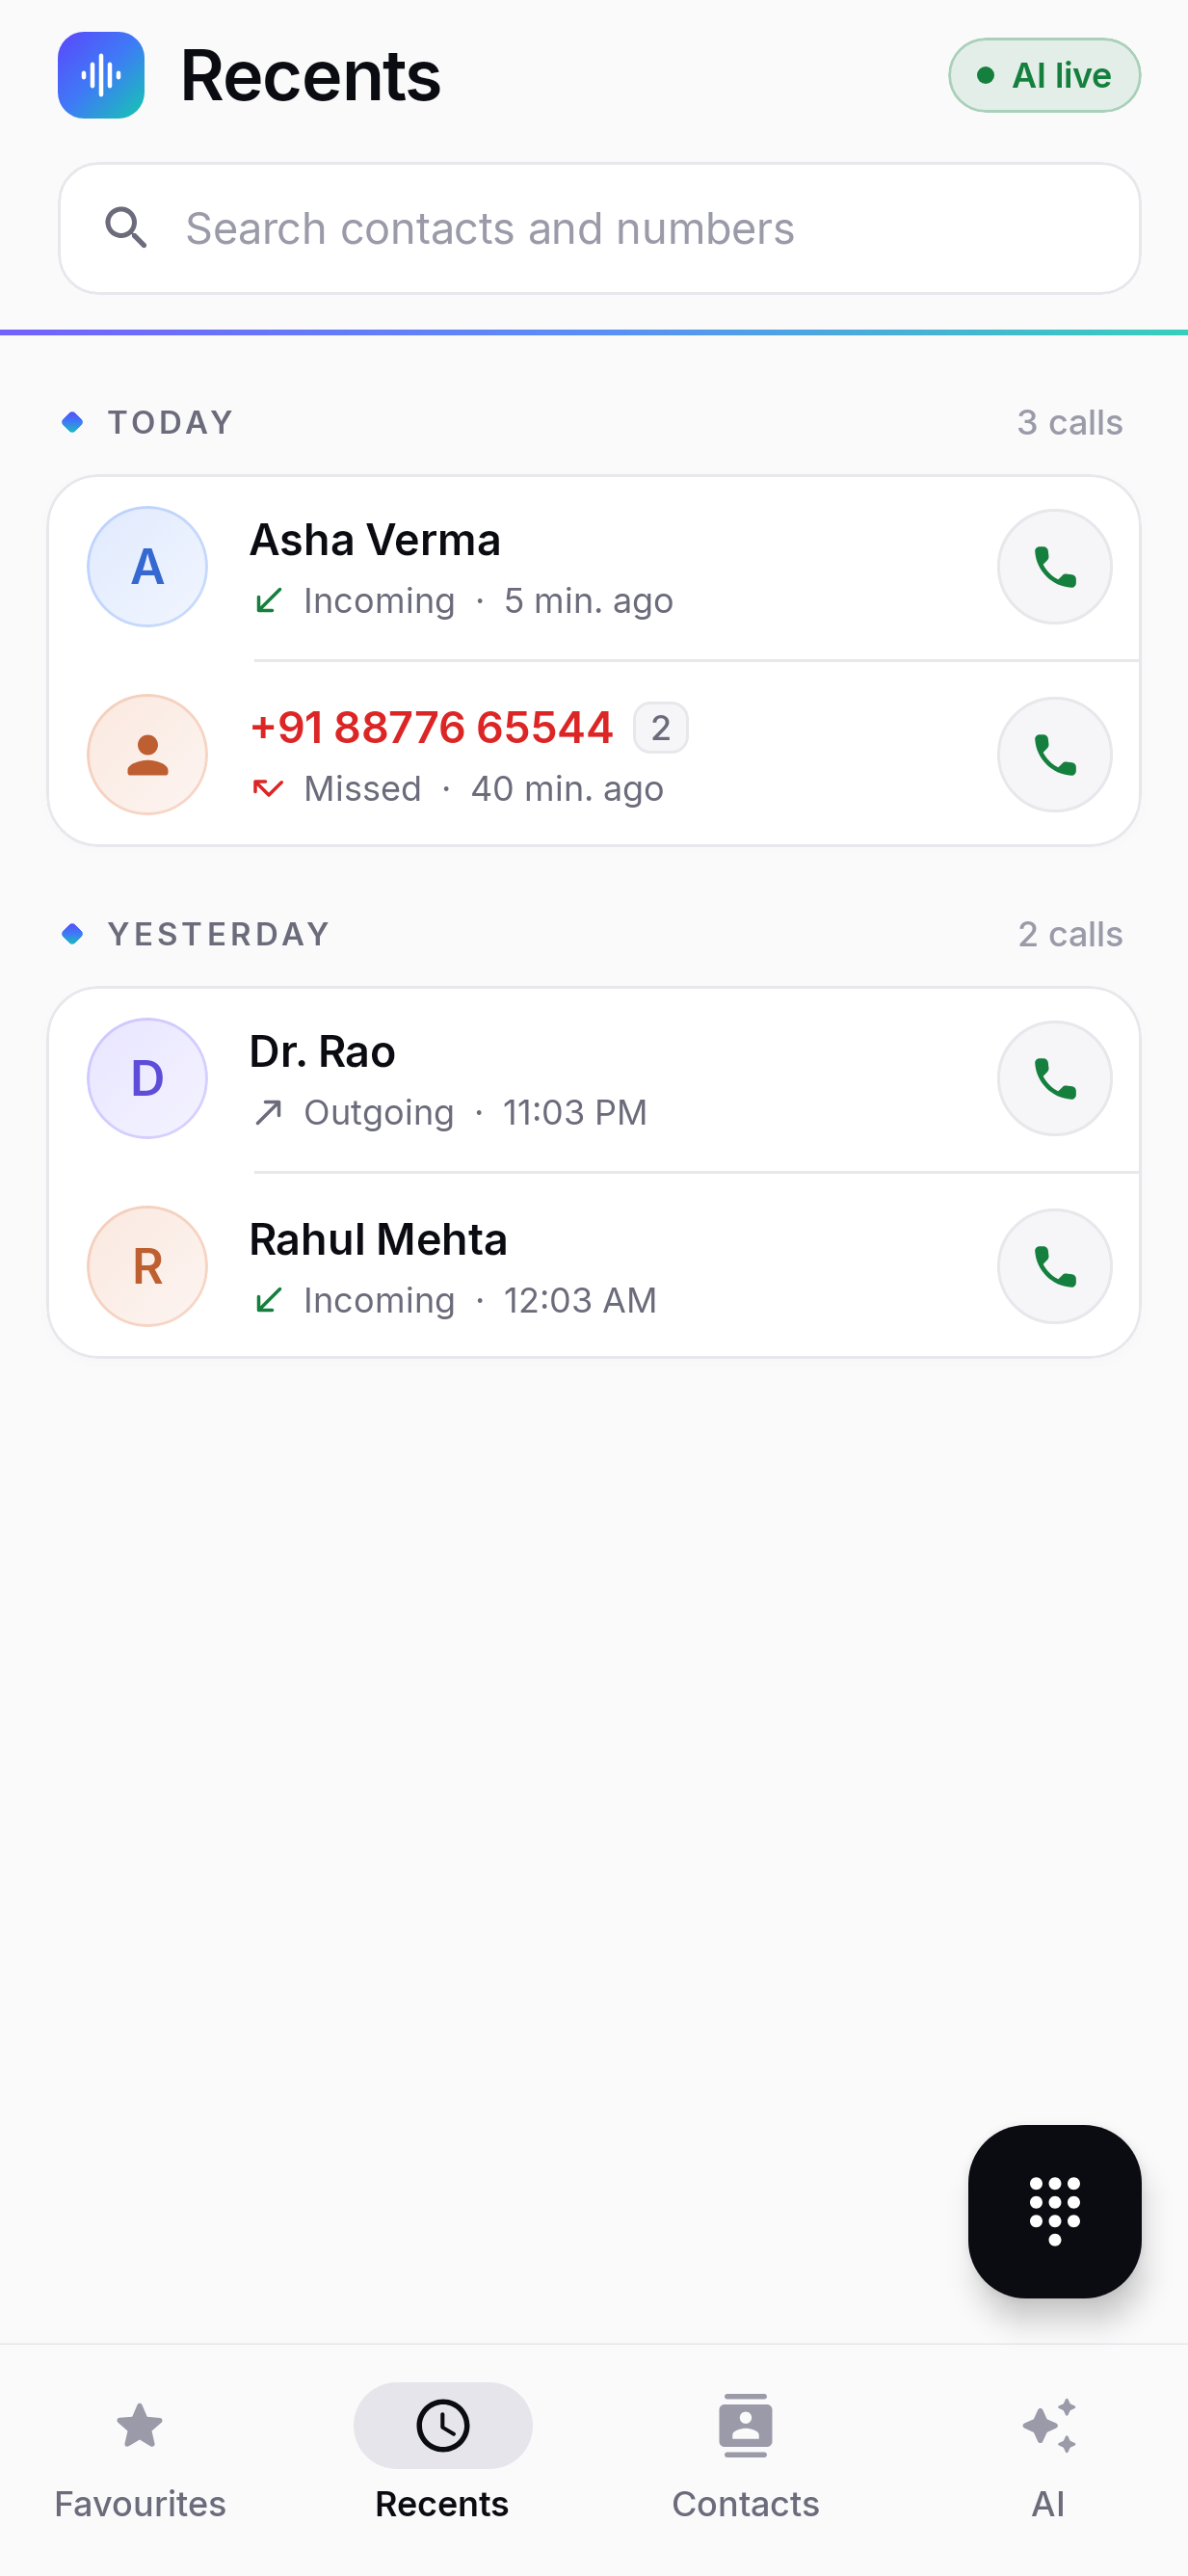 Recents
AI live
Search contacts and numbers
TODAY
3 calls
A
Asha Verma
Incoming · 5 min. ago
+91 88776 65544 2
Missed · 40 min. ago
YESTERDAY
2 calls
D
Dr. Rao
Outgoing · 11:03 PM
R
Rahul Mehta
Incoming · 12:03 AM
Favourites
Recents
Contacts
AI